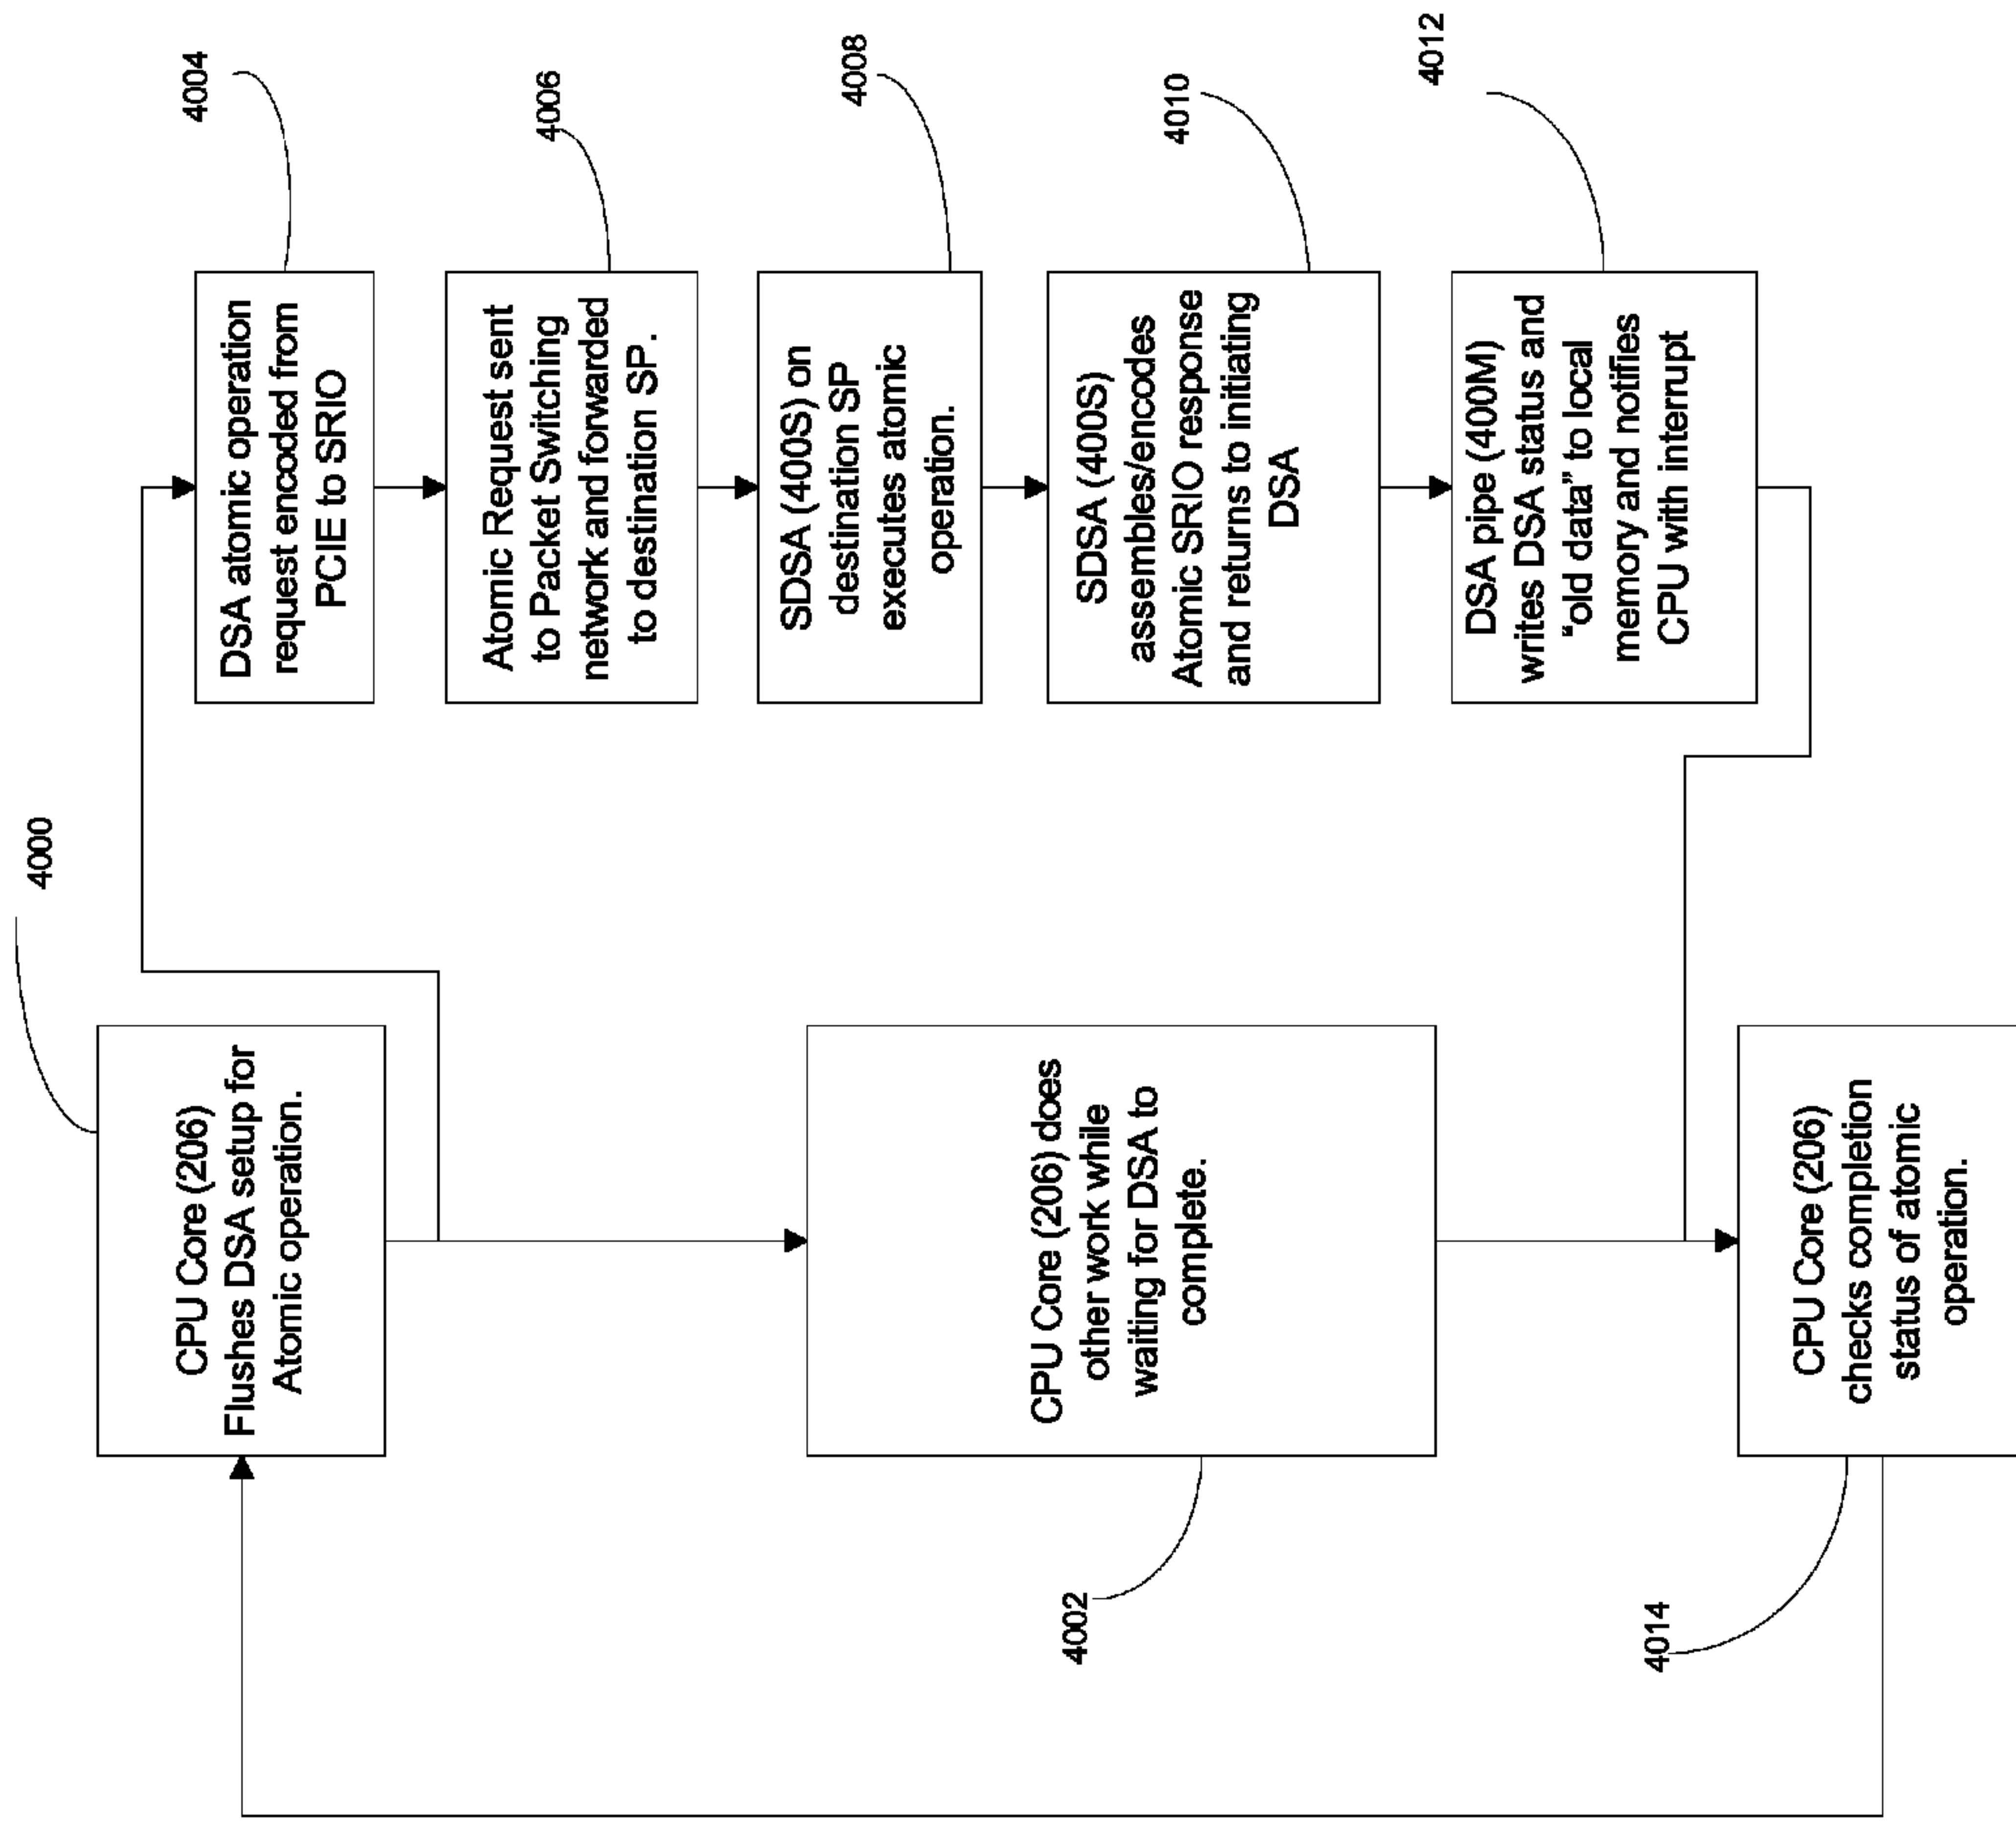 4000
CPU Core (206)
Flushes DSA setup for
Atomic operation.
4002
CPU Core (206) does
other work while
waiting for DSA to
complete.
4014
CPU Core (206)
checks completion
status of atomic
operation.
4004
DSA atomic operation
request encoded from
PCIE to SRIO
4006
Atomic Request sent
to Packet Switching
network and forwarded
to destination SP.
4008
SDSA (400S) on
destination SP
executes atomic
operation.
4010
SDSA (400S)
assembles/encodes
Atomic SRIO response
and returns to initiating
DSA
4012
DSA pipe (400M)
writes DSA status and
“old data” to local
memory and notifies
CPU with interrupt